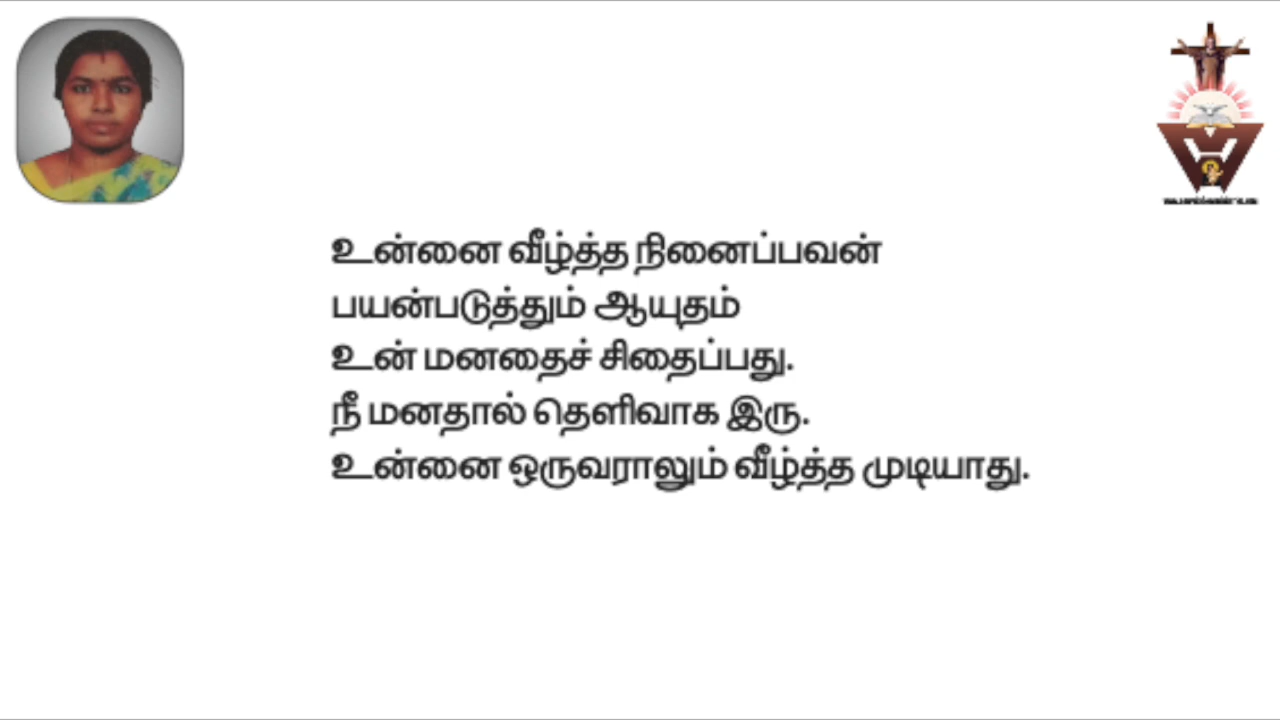 உன்னை வீழ்த்த நினைப்பவன்
பயன்படுத்தும் ஆயுதம்
உன் மனதைச் சிதைப்பது.
நீ மனதால் தெளிவாக இரு.
உன்னை ஒருவராலும் வீழ்த்த முடியாது.